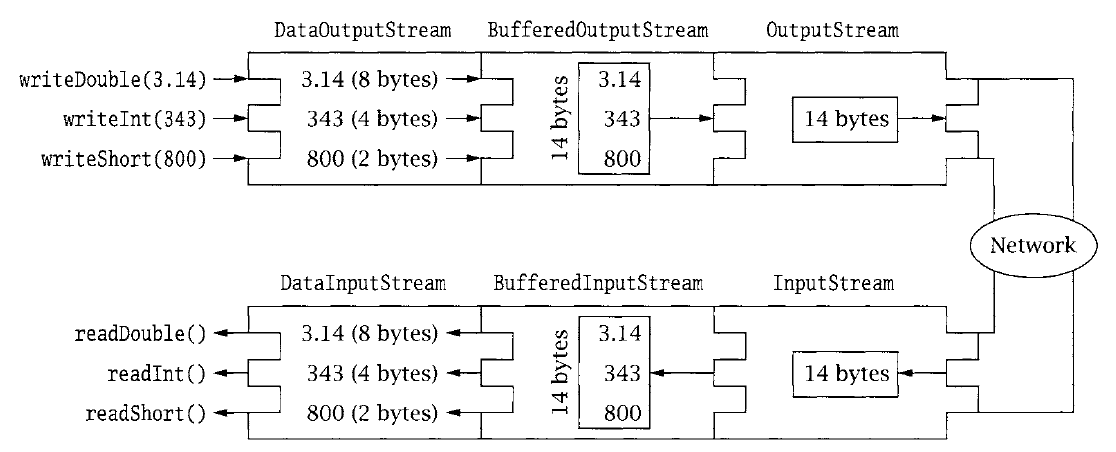 DataOutputStream BufferedOutputStream OutputStream
writeDouble(3.14) 3.14 (8 bytes) 3.14
writeInt(343) 343 (4 bytes) 14 bytes 343 14 bytes
writeShort(800) 800 (2 bytes) 800
Network
DataInputStream BufferedInputStream InputStream
readDouble() 3.14 (8 bytes) 3.14
readInt() 343 (4 bytes) 14 bytes 343 14 bytes
readShort() 800 (2 bytes) 800